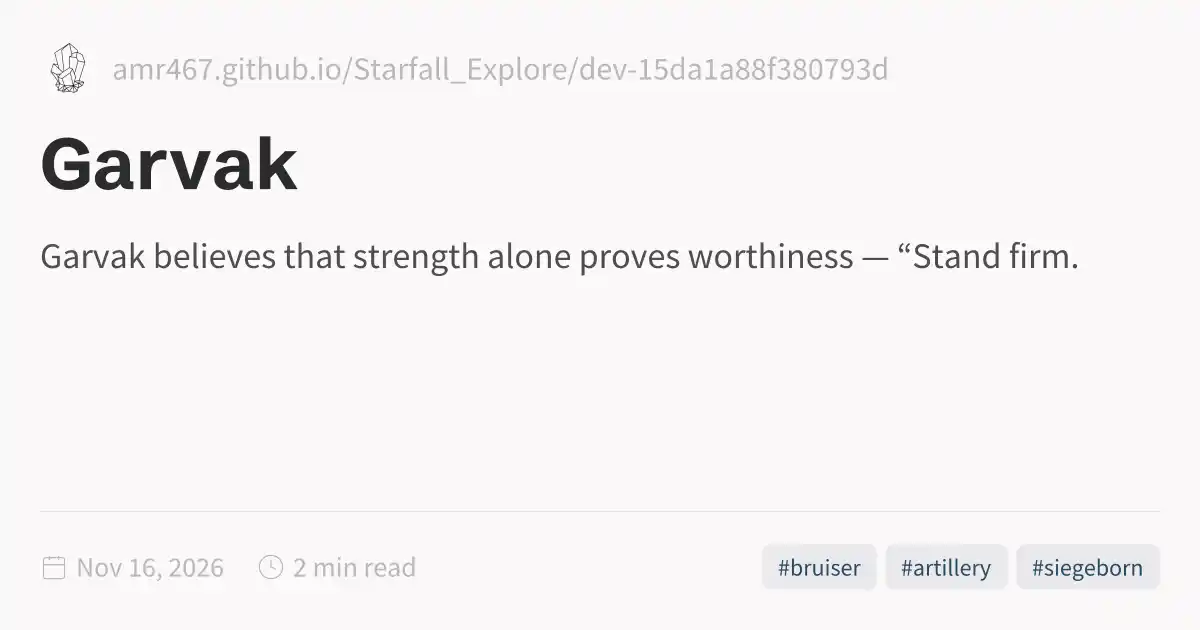 amr467.github.io/Starfall_Explore/dev-15da1a88f380793d
Garvak
Garvak believes that strength alone proves worthiness — “Stand firm.
Nov 16, 2026 2 min read #bruiser #artillery #siegeborn